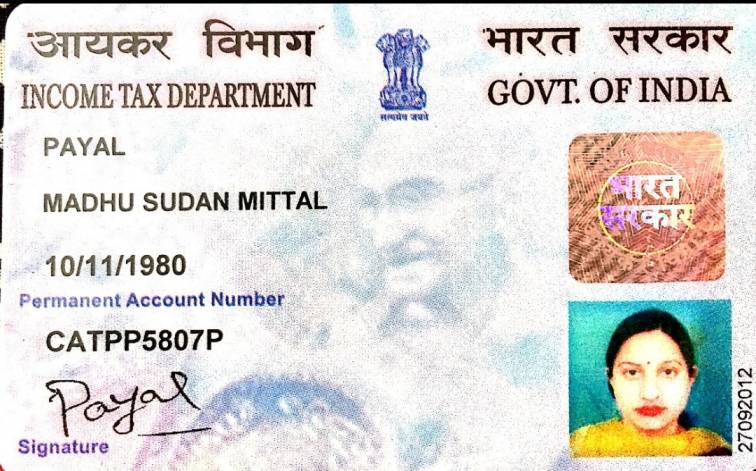 आयकर विभाग
INCOME TAX DEPARTMENT
सत्यमेव जयते
भारत सरकार
GOVT. OF INDIA
PAYAL
MADHU SUDAN MITTAL
10/11/1980
Permanent Account Number
CATPP5807P
Payal
Signature
भारत
सरकार
27092012